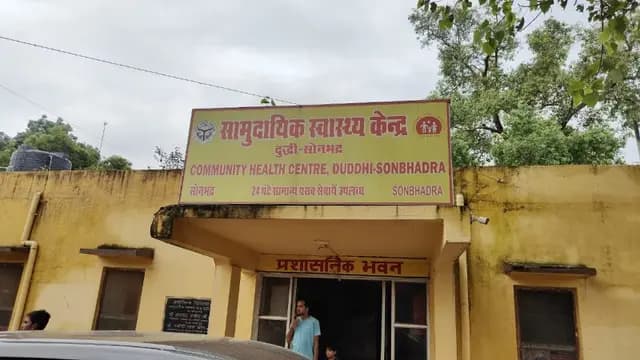 सामुदायिक स्वास्थ्य केन्द्र
दुद्धी-सोनभद्र
COMMUNITY HEALTH CENTRE, DUDDHI-SONBHADRA
सोनभद्र 24 घंटे सामान्य प्रसव सेवायें उपलब्ध SONBHADRA
प्रशासनिक भवन